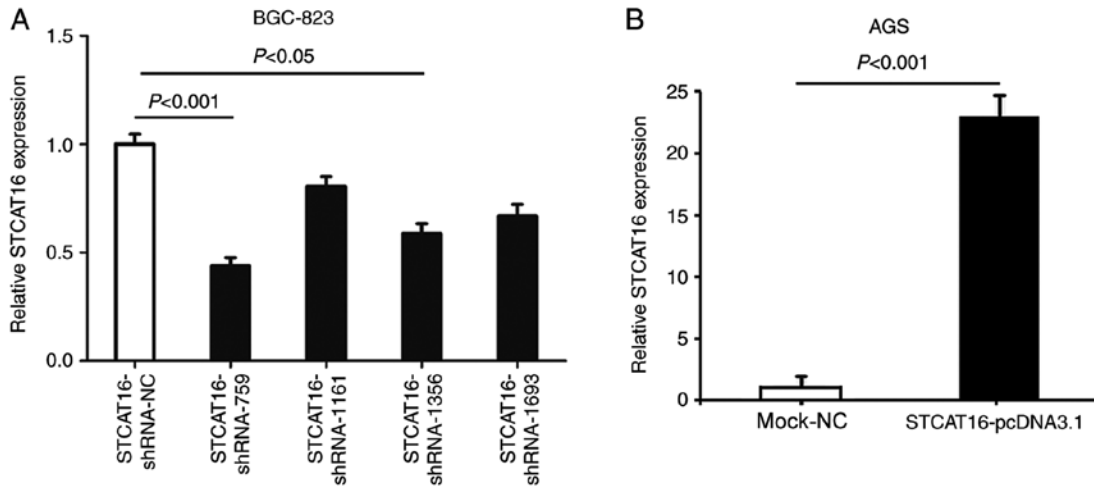 A
BGC-823
Relative STCAT16 expression
1.5
1.0
0.5
0.0
P<0.05
P<0.001
STCAT16-
shRNA-NC
STCAT16-
shRNA-759
STCAT16-
shRNA-1161
STCAT16-
shRNA-1356
STCAT16-
shRNA-1693
B
AGS
P<0.001
Relative STCAT16 expression
25
20
15
10
5
0
Mock-NC
STCAT16-pcDNA3.1